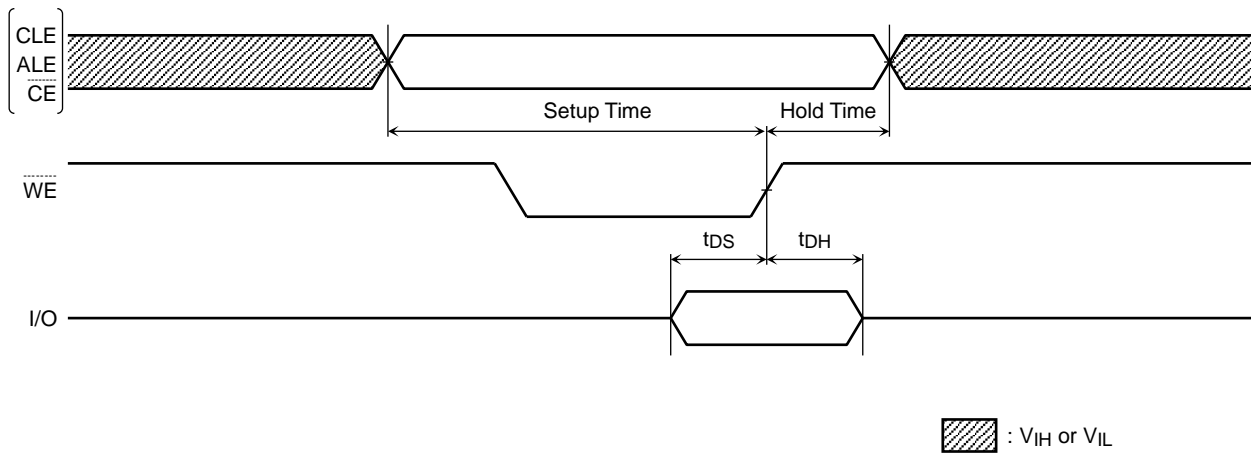 CLE
ALE
CE
Setup Time
Hold Time
WE
tDS
tDH
I/O
: VIH or VIL